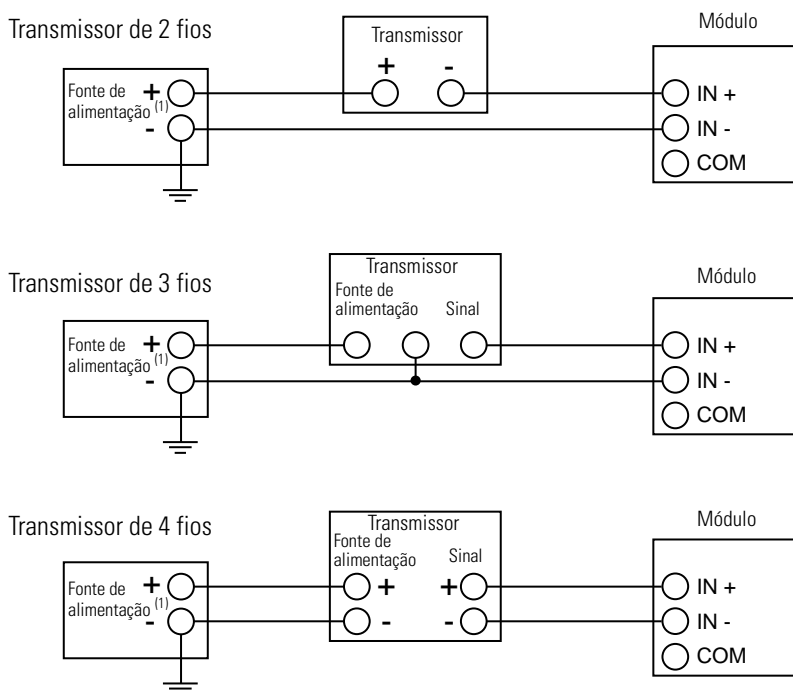 Transmissor de 2 fios
Transmissor
Módulo
Fonte de
alimentação (1)
+
-
+ -
IN +
IN -
COM
Transmissor de 3 fios
Transmissor
Fonte de
alimentação Sinal
Módulo
Fonte de
alimentação (1)
+
-
IN +
IN -
COM
Transmissor de 4 fios
Transmissor
Fonte de
alimentação Sinal
Módulo
Fonte de
alimentação (1)
+
-
+ +
- -
IN +
IN -
COM